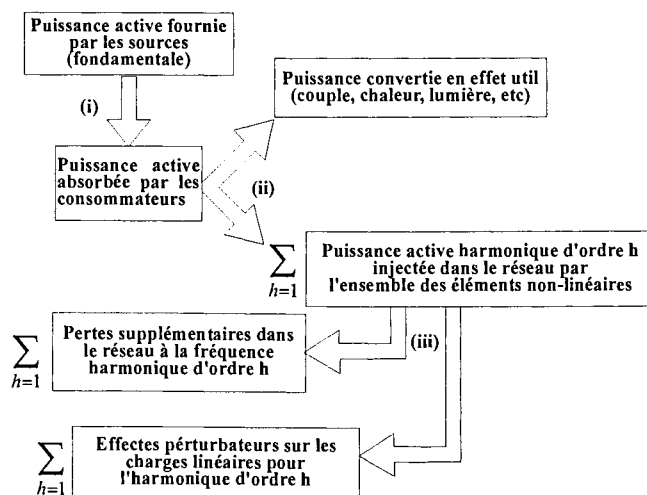 Puissance active fournie
par les sources
(fondamentale)
Puissance convertie en effet util
(couple, chaleur, lumière, etc)
(i)
Puissance active
absorbée par les
consommateurs
(ii)
∑
h=1
Puissance active harmonique d'ordre h
injectée dans le réseau par
l'ensemble des éléments non-linéaires
∑
h=1
Pertes supplémentaires dans
le réseau à la fréquence
harmonique d'ordre h
(iii)
∑
h=1
Effectes pérturbateurs sur les
charges linéaires pour
l'harmonique d'ordre h